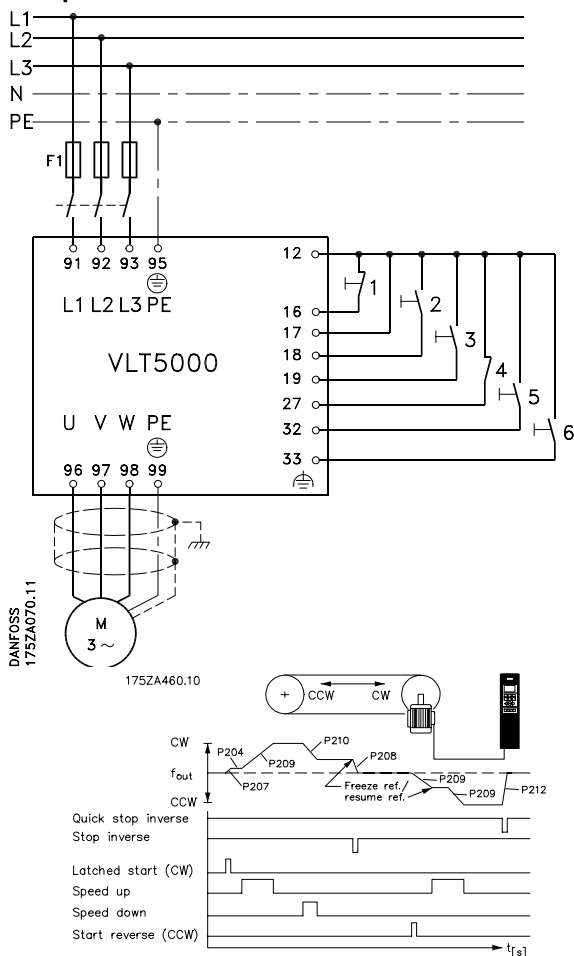 L1
L2
L3
N
PE
F1
91 92 93 95
L1 L2 L3 PE
VLT5000
U V W PE
96 97 98 99
12
16
17
18
19
27
32
33
1
2
3
4
5
6
M
3 ~
DANFOSS
175ZA070.11
175ZA460.10
CCW CW
CW
P204
P209
P210
P208
P207
fout
CCW
Freeze ref./
resume ref.
P209
P209
P212
Quick stop inverse
Stop inverse
Latched start (CW)
Speed up
Speed down
Start reverse (CCW)
t[s]